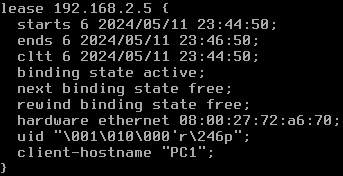 lease 192.168.2.5 {
  starts 6 2024/05/11 23:44:50;
  ends 6 2024/05/11 23:46:50;
  cltt 6 2024/05/11 23:44:50;
  binding state active;
  next binding state free;
  rewind binding state free;
  hardware ethernet 08:00:27:72:a6:70;
  uid "\001\010\000'r\246p";
  client-hostname "PC1";
}